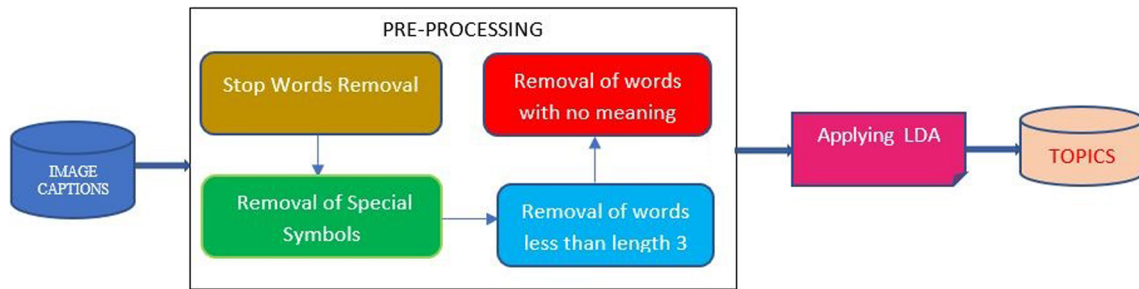 PRE-PROCESSING
Stop Words Removal
Removal of Special
Symbols
Removal of words
less than length 3
Removal of words
with no meaning
IMAGE
CAPTIONS
Applying LDA
TOPICS